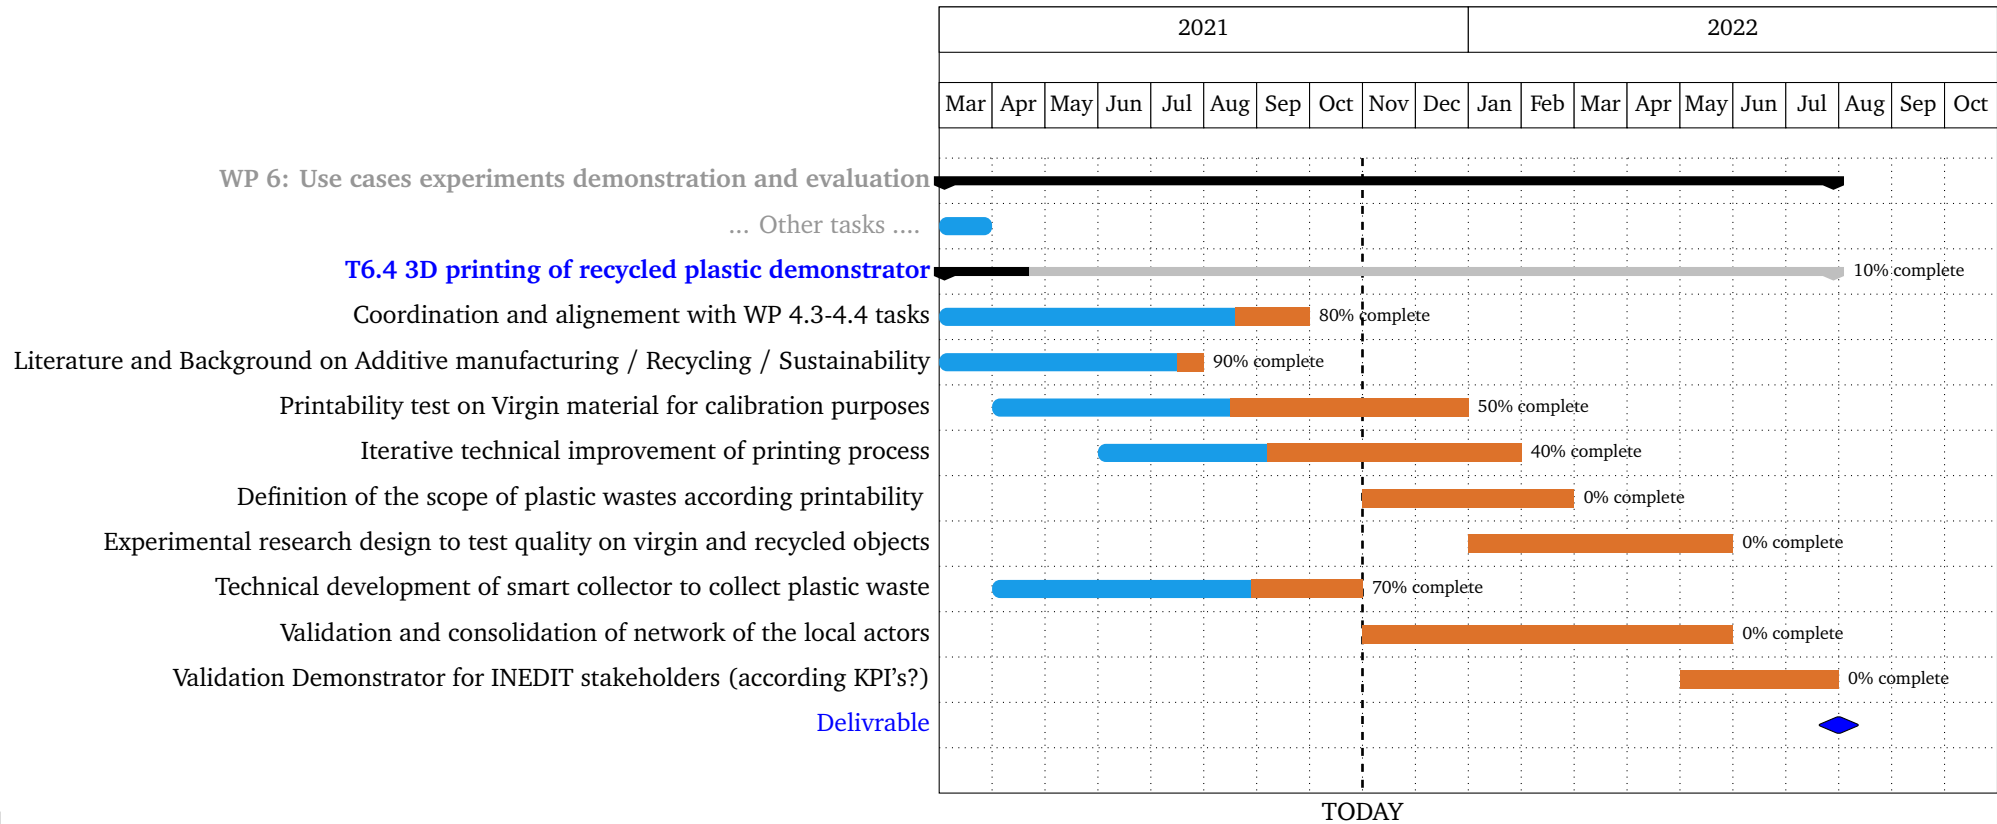 2021 2022
Mar Apr May Jun Jul Aug Sep Oct Nov Dec Jan Feb Mar Apr May Jun Jul Aug Sep Oct
WP 6: Use cases experiments demonstration and evaluation
... Other tasks ....
T6.4 3D printing of recycled plastic demonstrator 10% complete
Coordination and alignement with WP 4.3-4.4 tasks 80% complete
Literature and Background on Additive manufacturing / Recycling / Sustainability 90% complete
Printability test on Virgin material for calibration purposes 50% complete
Iterative technical improvement of printing process 40% complete
Definition of the scope of plastic wastes according printability 0% complete
Experimental research design to test quality on virgin and recycled objects 0% complete
Technical development of smart collector to collect plastic waste 70% complete
Validation and consolidation of network of the local actors 0% complete
Validation Demonstrator for INEDIT stakeholders (according KPI's?) 0% complete
Delivrable
TODAY